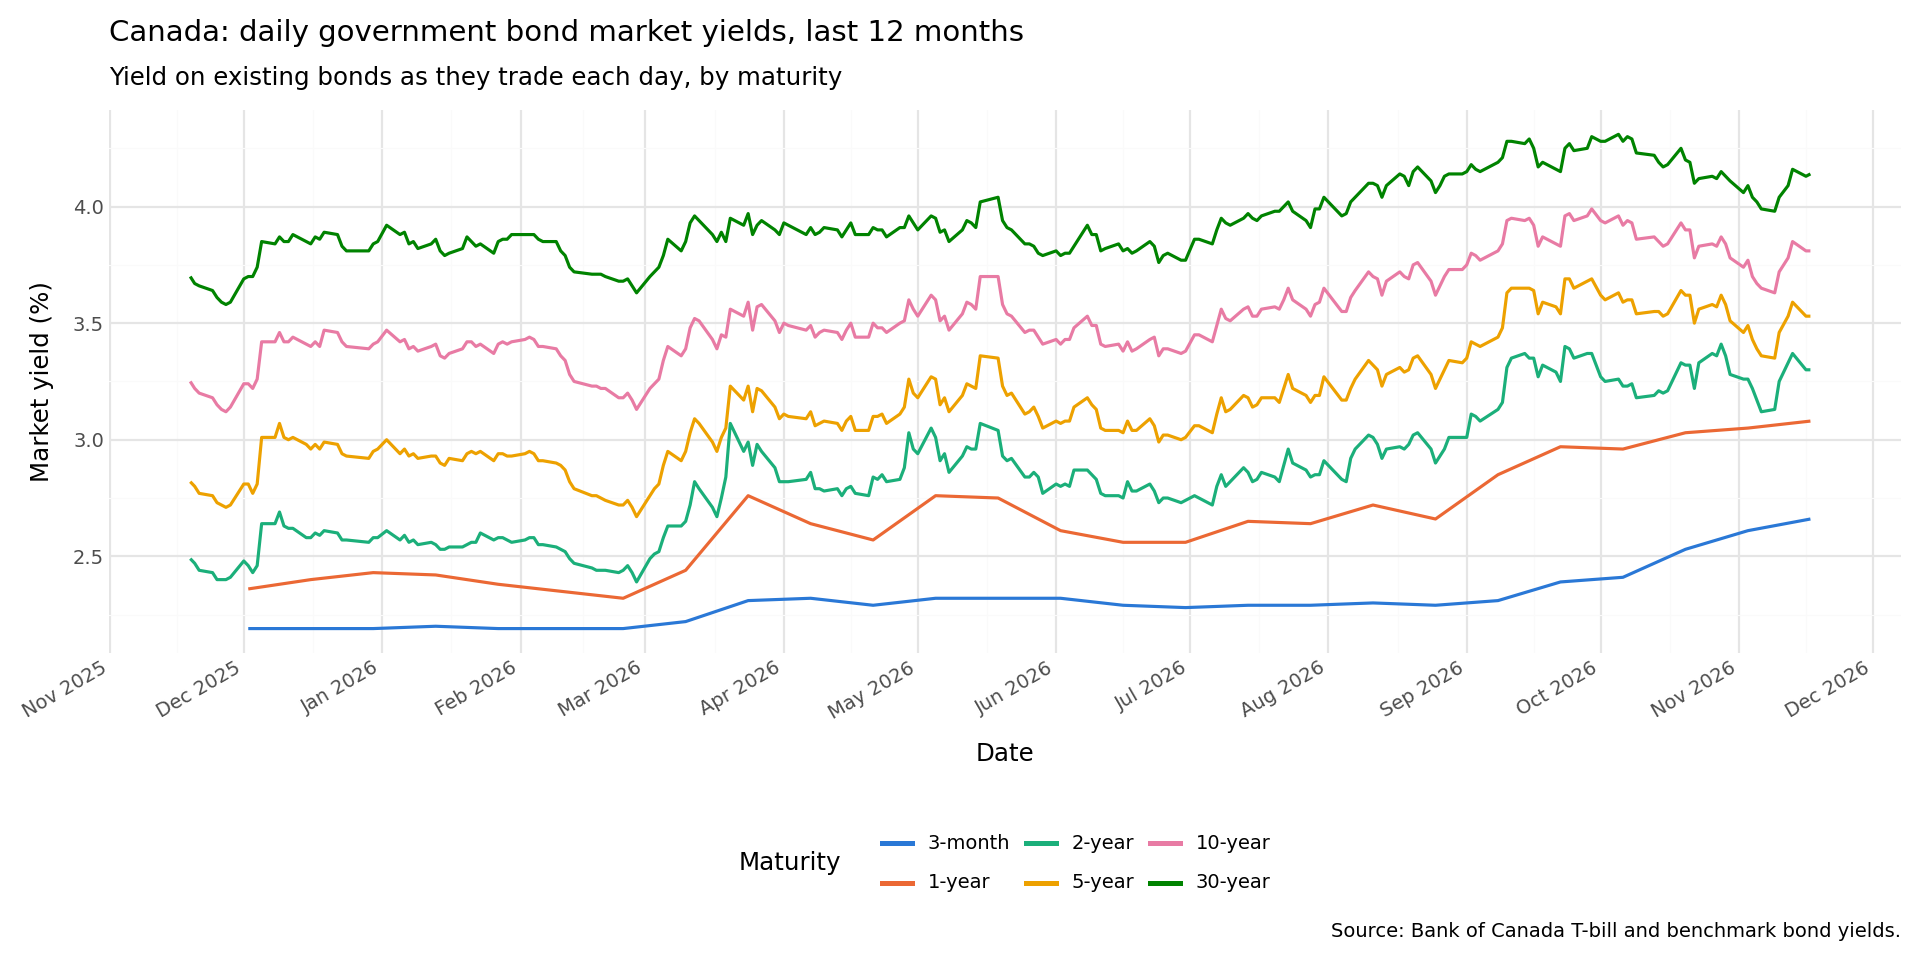 Canada: daily government bond market yields, last 12 months
Yield on existing bonds as they trade each day, by maturity
Market yield (%)
4.0
3.5
3.0
2.5
Nov 2025
Dec 2025
Jan 2026
Feb 2026
Mar 2026
Apr 2026
May 2026
Jun 2026
Jul 2026
Aug 2026
Sep 2026
Oct 2026
Nov 2026
Dec 2026
Date
Maturity
3-month
2-year
10-year
1-year
5-year
30-year
Source: Bank of Canada T-bill and benchmark bond yields.